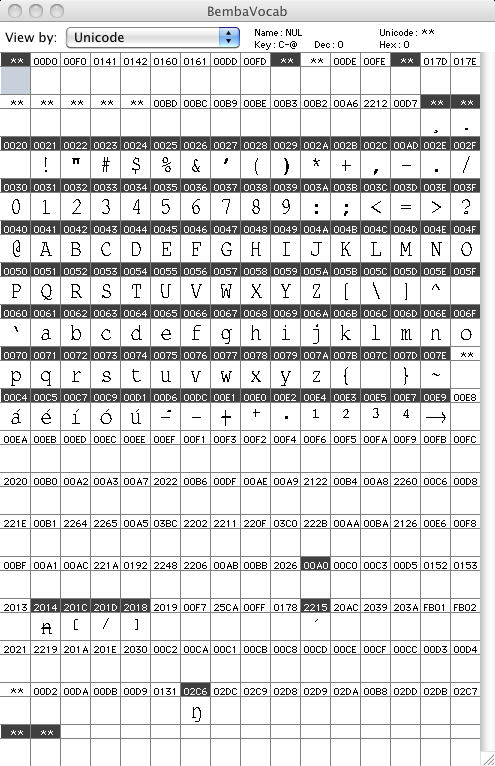 BembaVocab
View by: Unicode
Name: NUL Unicode: **
Key: C-@ Dec: 0 Hex: 0
** 00D0 00F0 0141 0142 0160 0161 00DD 00FD ** ** 00DE 00FE ** 017D 017E
** ** ** ** ** 00BD 00BC 00B9 00BE 00B3 00B2 00A6 2212 00D7 ** **
, .
0020 0021 0022 0023 0024 0025 0026 0027 0028 0029 002A 002B 002C 00AD 002E 002F
! " # $ % & ' ( ) * + , - . /
0030 0031 0032 0033 0034 0035 0036 0037 0038 0039 003A 003B 003C 003D 003E 003F
0 1 2 3 4 5 6 7 8 9 : ; < = > ?
0040 0041 0042 0043 0044 0045 0046 0047 0048 0049 004A 004B 004C 004D 004E 004F
@ A B C D E F G H I J K L M N O
0050 0051 0052 0053 0054 0055 0056 0057 0058 0059 005A 005B 005C 005D 005E 005F
P Q R S T U V W X Y Z [ \ ] ^
0060 0061 0062 0063 0064 0065 0066 0067 0068 0069 006A 006B 006C 006D 006E 006F
` a b c d e f g h i j k l m n o
0070 0071 0072 0073 0074 0075 0076 0077 0078 0079 007A 007B 007C 007D 007E **
p q r s t u v w x y z { } ~
00C4 00C5 00C7 00C9 00D1 00D6 00DC 00E1 00E0 00E2 00E4 00E3 00E5 00E7 00E9 00E8
á é í ó ú - – † + · 1 2 3 4 →
00EA 00EB 00ED 00EC 00EE 00EF 00F1 00F3 00F2 00F4 00F6 00F5 00FA 00F9 00FB 00FC
2020 00B0 00A2 00A3 00A7 2022 00B6 00DF 00AE 00A9 2122 00B4 00A8 2260 00C6 00D8
221E 00B1 2264 2265 00A5 03BC 2202 2211 220F 03C0 222B 00AA 00BA 2126 00E6 00F8
00BF 00A1 00AC 221A 0192 2248 2206 00AB 00BB 2026 00A0 00C0 00C3 00D5 0152 0153
2013 2014 201C 201D 2018 2019 00F7 25CA 00FF 0178 2215 20AC 2039 203A FB01 FB02
[ / ] ´
2021 2219 201A 201E 2030 00C2 00CA 00C1 00CB 00C8 00CD 00CE 00CF 00CC 00D3 00D4
** 00D2 00DA 00DB 00D9 0131 02C6 02DC 02C9 02D8 02D9 02DA 00B8 02DD 02DB 02C7
ŋ
** **